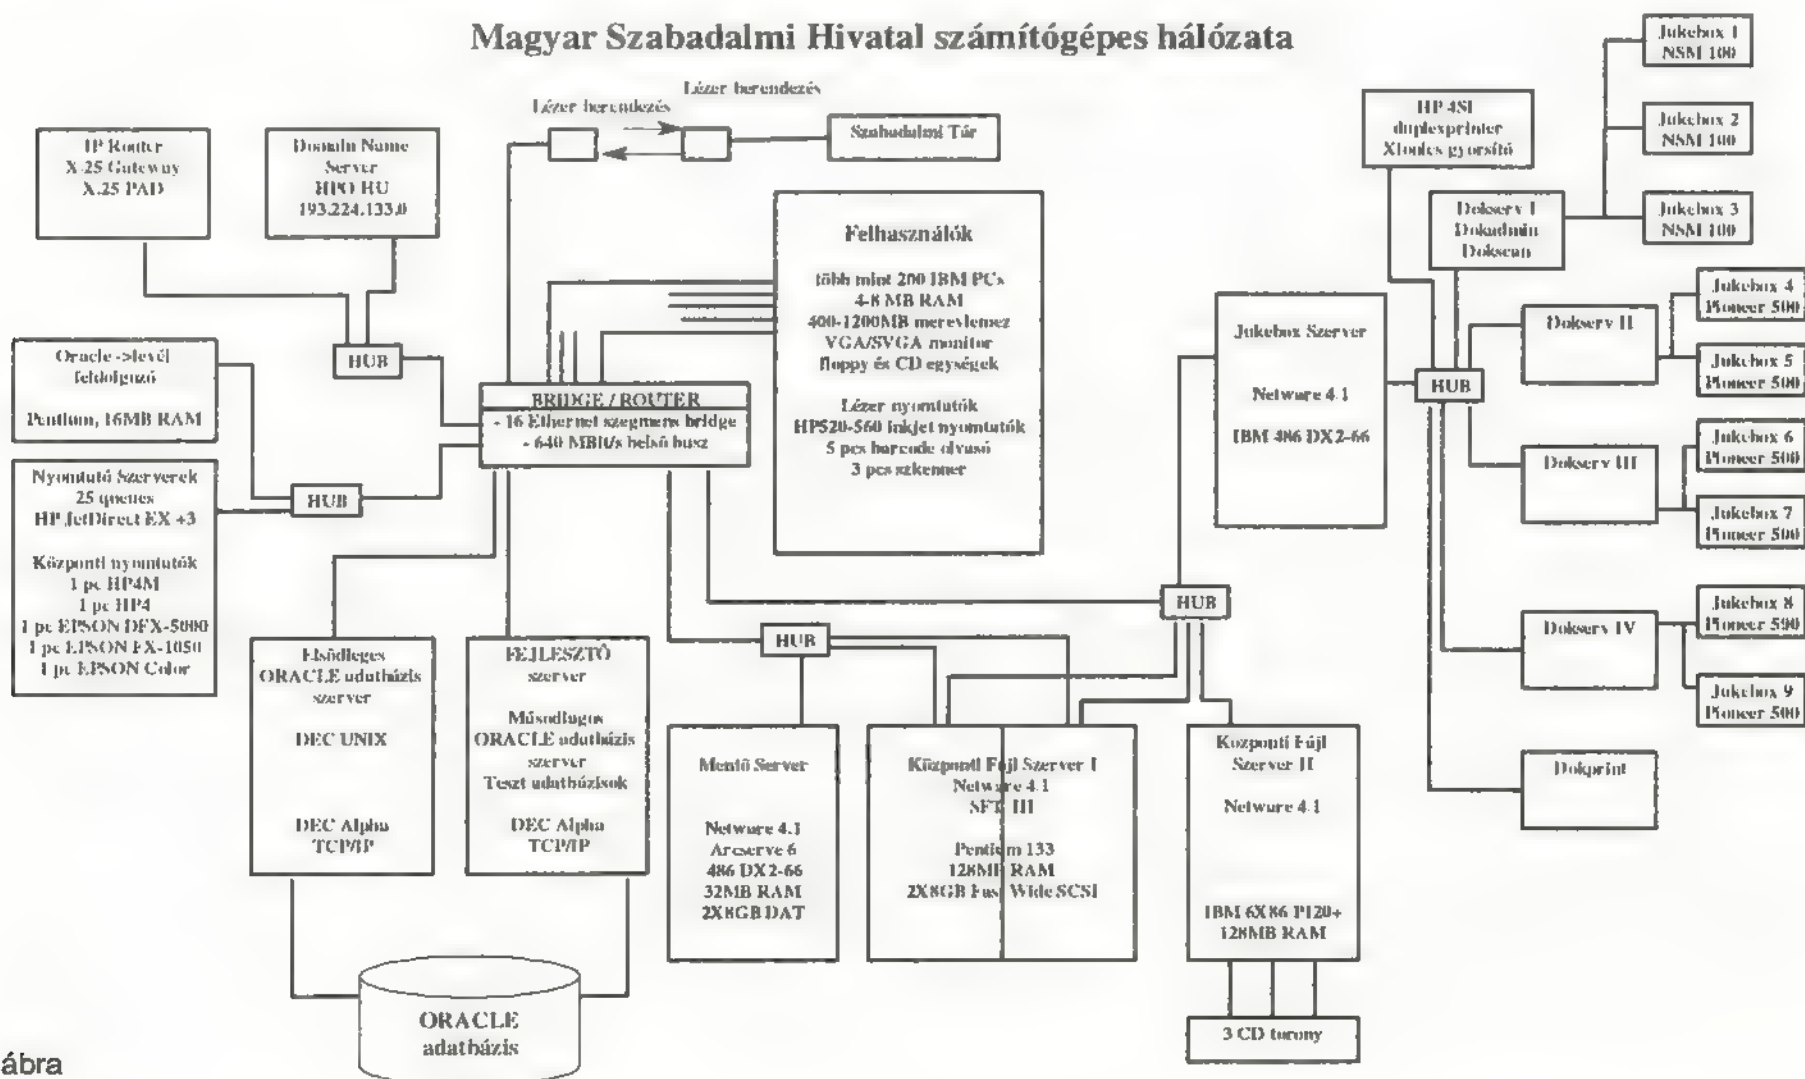 Magyar Szabadalmi Hivatal számítógépes hálózata
Lézer berendezés
Lézer berendezés
Szabadalmi Tár
IP Router
X-25 Gateway
X.25 PAD
Domain Name
Server
HPO HU
193.224.133.0
HUB
Oracle ->levél
feldolgozó
Pentium, 16MB RAM
Nyomtató Szerverek
25 queues
HP JetDirect EX +3
Központi nyomtatók
1 pc HP4M
1 pc HP4
1 pc EPSON DFX-5000
1 pc EPSON FX-1050
1 pc EPSON Color
HUB
BRIDGE / ROUTER
- 16 Ethernet szegmens bridge
- 640 MBit/s belső busz
Felhasználók
több mint 200 IBM PCs
4-8 MB RAM
400-1200MB merevlemez
VGA/SVGA monitor
floppy és CD egységek
Lézer nyomtatók
HP520-560 inkjet nyomtatók
5 pcs barcode olvasó
3 pcs szkenner
Elsődleges
ORACLE adatbázis
szerver
DEC UNIX
DEC Alpha
TCP/IP
FEJLESZTŐ
szerver
Másodlagos
ORACLE adatbázis
szerver
Teszt adatbázisok
DEC Alpha
TCP/IP
ORACLE
adatbázis
HUB
Mentő Server
Netware 4.1
Arcserve 6
486 DX2-66
32MB RAM
2X8GB DAT
Központi Fájl Szerver I
Netware 4.1
SFT III
Pentium 133
128MB RAM
2X8GB Fast Wide SCSI
HUB
Központi Fájl
Szerver II
Netware 4.1
IBM 6X86 P120+
128MB RAM
3 CD torony
Jukebox Szerver
Netware 4.1
IBM 486 DX2-66
HUB
HP 4SI
duplexprinter
gyorsító
Dokserv I
Dokadmin
Dokscan
Jukebox 1
NSM 100
Jukebox 2
NSM 100
Jukebox 3
NSM 100
Dokserv II
Jukebox 4
Pioneer 500
Jukebox 5
Pioneer 500
Dokserv III
Jukebox 6
Pioneer 500
Jukebox 7
Pioneer 500
Dokserv IV
Jukebox 8
Pioneer 500
Jukebox 9
Pioneer 500
Dokprint
ábra